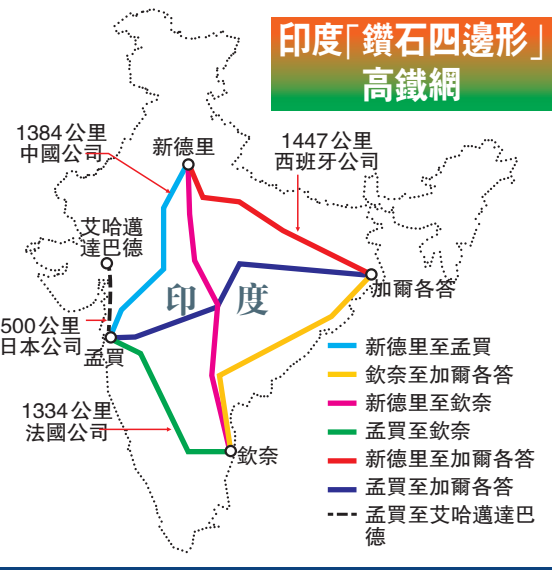 印度「鑽石四邊形」
高鐵網
1384公里
中國公司
新德里
1447公里
西班牙公司
艾哈邁
達巴德
印度
加爾各答
500公里
日本公司
孟買
1334公里
法國公司
欽奈
新德里至孟買
欽奈至加爾各答
新德里至欽奈
孟買至欽奈
新德里至加爾各答
孟買至加爾各答
孟買至艾哈邁達巴
德